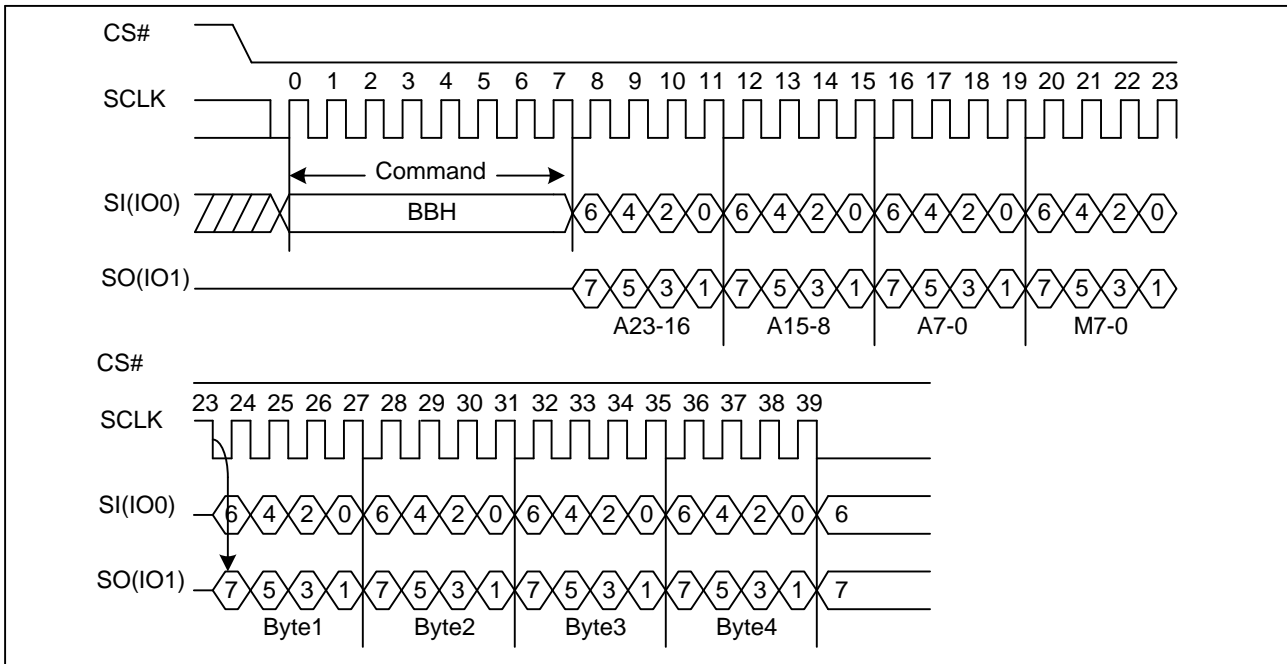 CS#
0 1 2 3 4 5 6 7 8 9 10 11 12 13 14 15 16 17 18 19 20 21 22 23
SCLK
Command
SI(IO0) BBH 6 4 2 0 6 4 2 0 6 4 2 0 6 4 2 0
SO(IO1) 7 5 3 1 7 5 3 1 7 5 3 1 7 5 3 1
A23-16 A15-8 A7-0 M7-0
CS#
23 24 25 26 27 28 29 30 31 32 33 34 35 36 37 38 39
SCLK
SI(IO0) 6 4 2 0 6 4 2 0 6 4 2 0 6 4 2 0 6
SO(IO1) 7 5 3 1 7 5 3 1 7 5 3 1 7 5 3 1 7
Byte1 Byte2 Byte3 Byte4